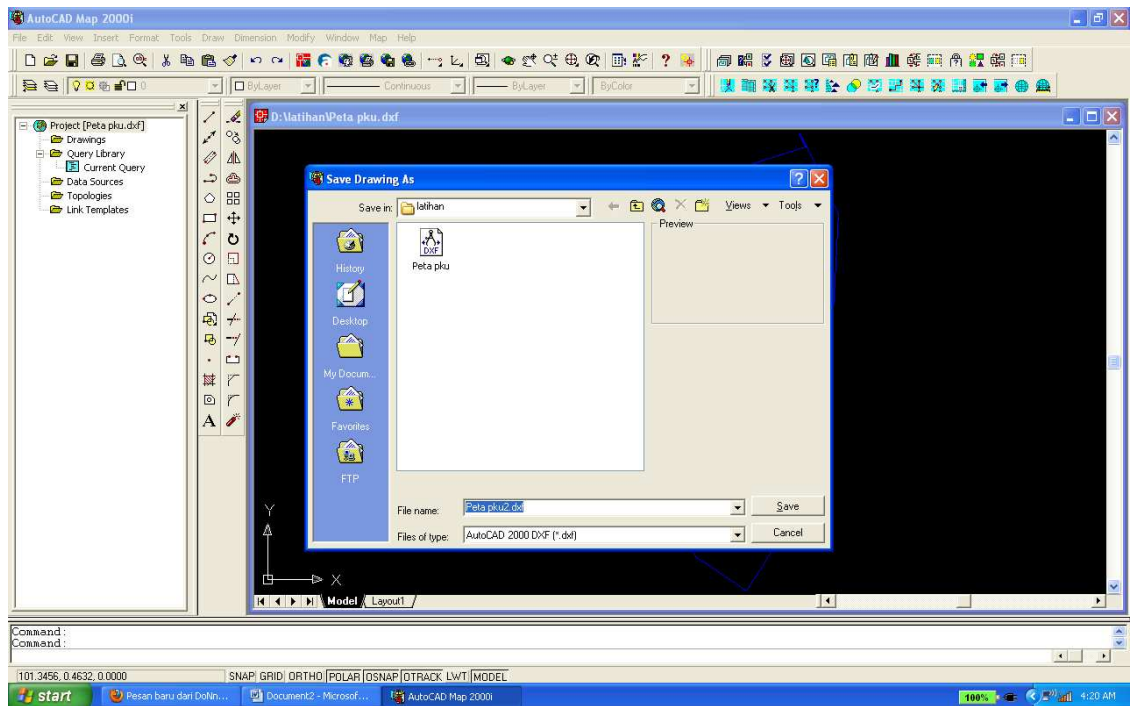 AutoCAD Map 2000i
File Edit View Insert Format Tools Draw Dimension Modify Window Map Help
0 ByLayer Continuous ByLayer ByColor
Project [Peta pku.dxf]
Drawings
Query Library
Current Query
Data Sources
Topologies
Link Templates
D:\latihan\Peta pku.dxf
Save Drawing As
Save in: latihan Views Tools
History
Desktop
My Docum...
Favorites
FTP
DXF
Peta pku
Preview
File name: Peta pku2.dxf Save
Files of type: AutoCAD 2000 DXF (*.dxf) Cancel
Y
X
Model Layout1
Command:
Command:
101.3456, 0.4632, 0.0000 SNAP GRID ORTHO POLAR OSNAP OTRACK LWT MODEL
start Pesan baru dari DoNn... Document2 - Microsof... AutoCAD Map 2000i 100% 4:20 AM